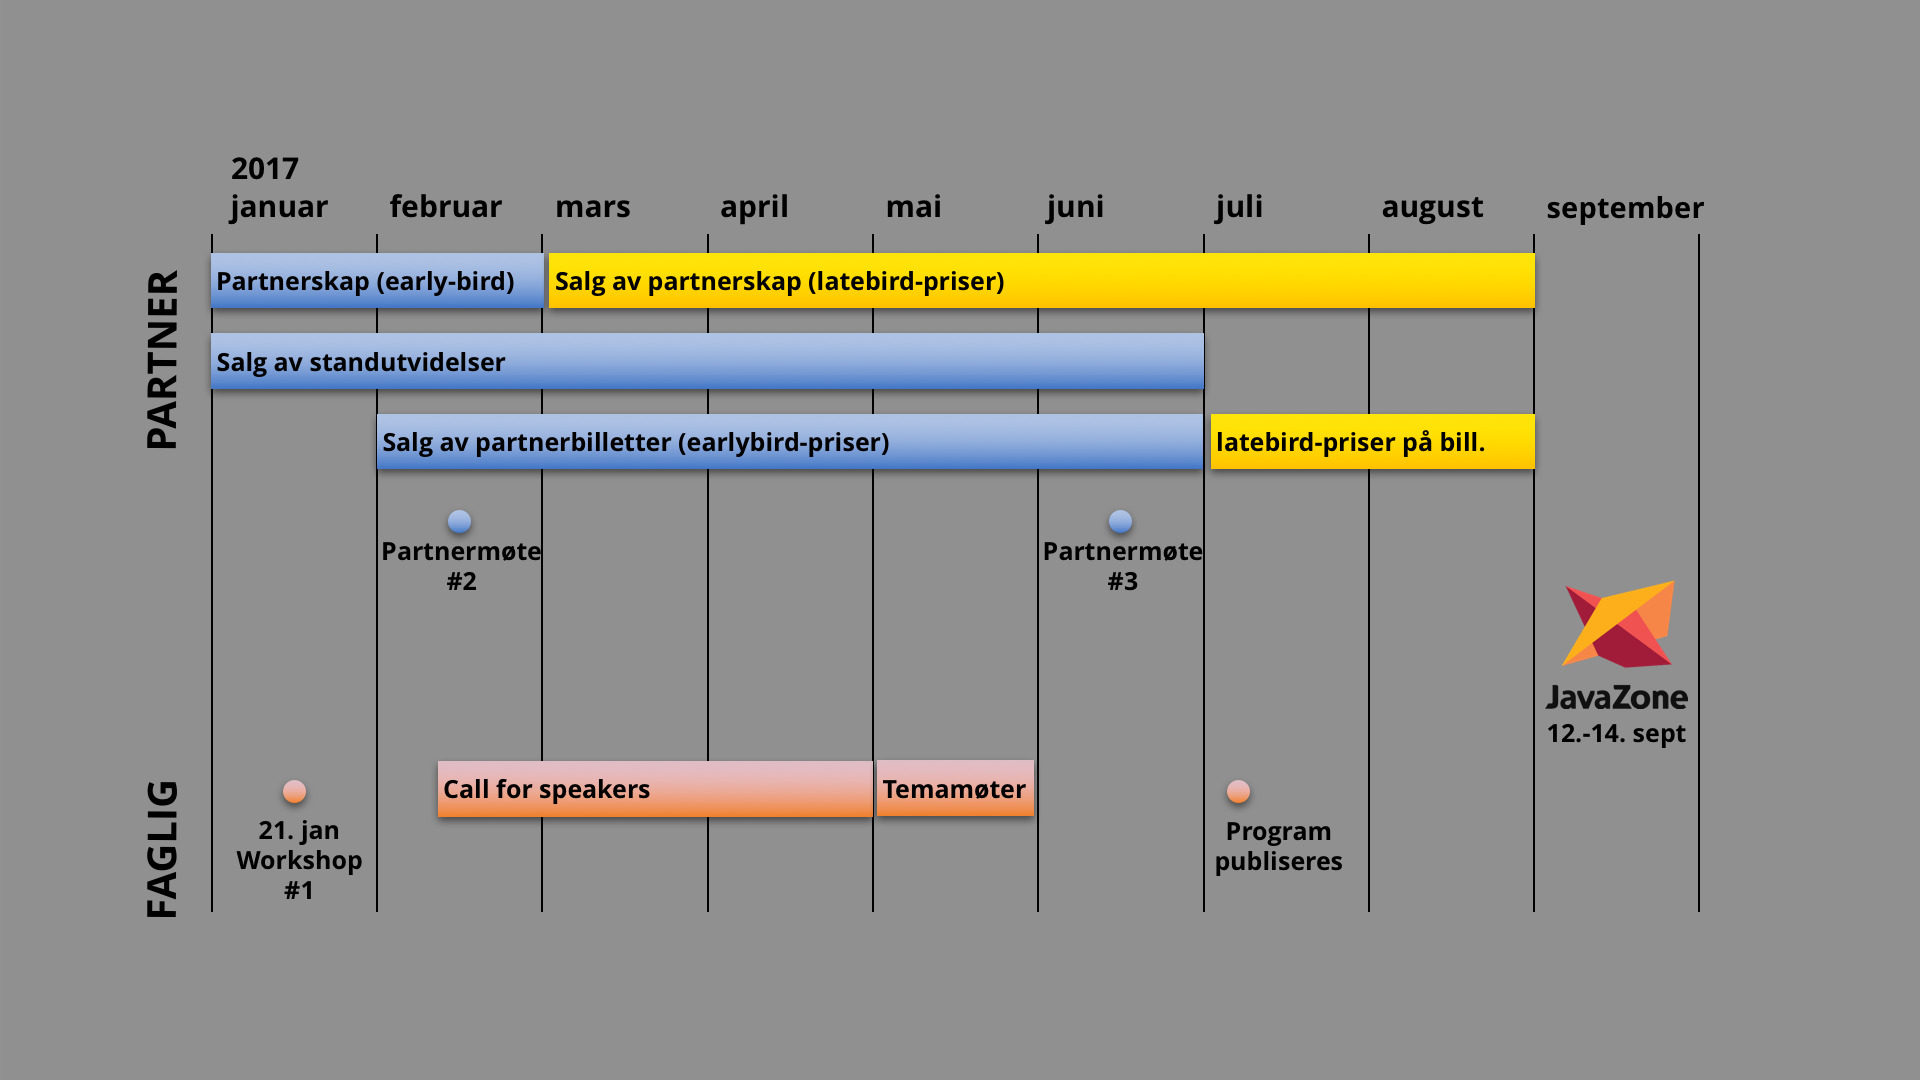 2017
januar
februar
mars
april
mai
juni
juli
august
september
PARTNER
Partnerskap (early-bird)
Salg av partnerskap (latebird-priser)
Salg av standutvidelser
Salg av partnerbilletter (earlybird-priser)
latebird-priser på bill.
Partnermøte
#2
Partnermøte
#3
JavaZone
12.-14. sept
FAGLIG
21. jan
Workshop
#1
Call for speakers
Temamøter
Program
publiseres